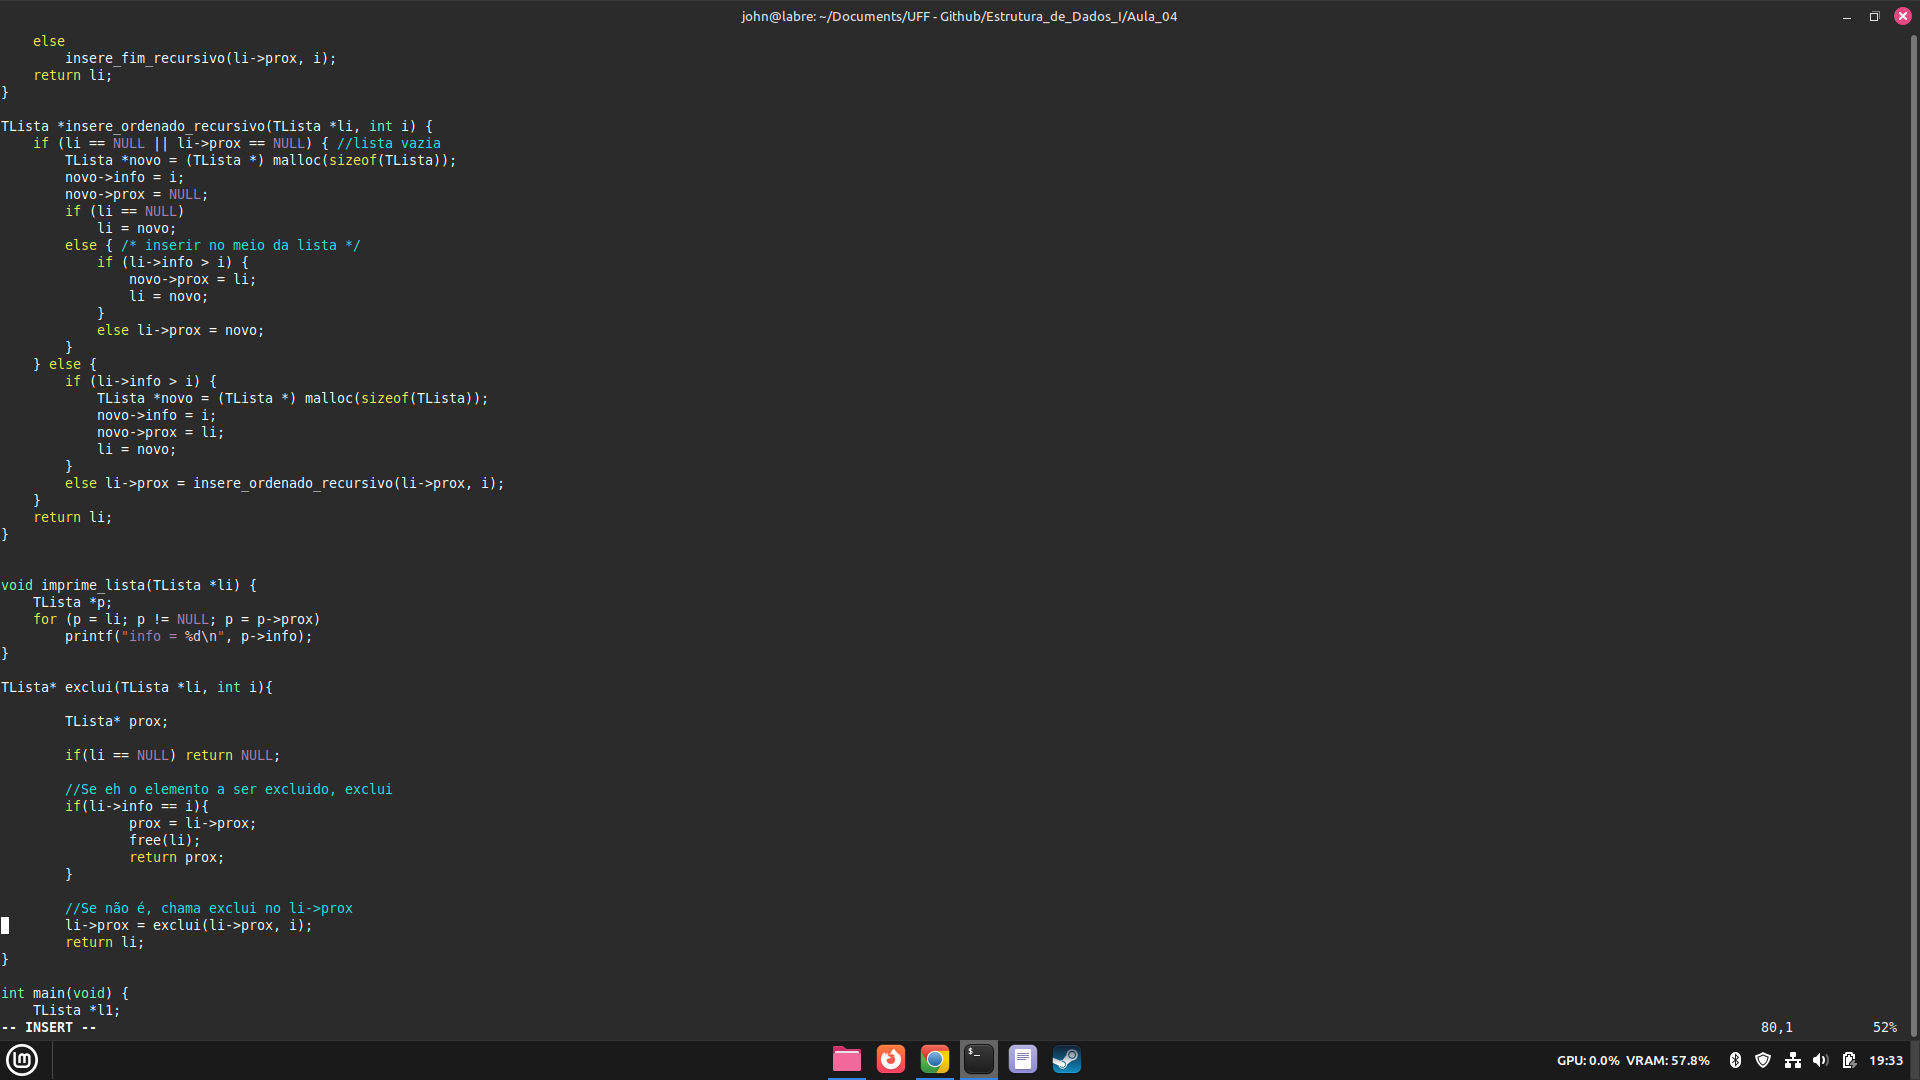 john@labre: ~/Documents/UFF - Github/Estrutura_de_Dados_I/Aula_04
    else
        insere_fim_recursivo(li->prox, i);
    return li;
}

TLista *insere_ordenado_recursivo(TLista *li, int i) {
    if (li == NULL || li->prox == NULL) { //lista vazia
        TLista *novo = (TLista *) malloc(sizeof(TLista));
        novo->info = i;
        novo->prox = NULL;
        if (li == NULL)
            li = novo;
        else { /* inserir no meio da lista */
            if (li->info > i) {
                novo->prox = li;
                li = novo;
            }
            else li->prox = novo;
        }
    } else {
        if (li->info > i) {
            TLista *novo = (TLista *) malloc(sizeof(TLista));
            novo->info = i;
            novo->prox = li;
            li = novo;
        }
        else li->prox = insere_ordenado_recursivo(li->prox, i);
    }
    return li;
}


void imprime_lista(TLista *li) {
    TLista *p;
    for (p = li; p != NULL; p = p->prox)
        printf("info = %d\n", p->info);
}

TLista* exclui(TLista *li, int i){

        TLista* prox;

        if(li == NULL) return NULL;

        //Se eh o elemento a ser excluido, exclui
        if(li->info == i){
                prox = li->prox;
                free(li);
                return prox;
        }

        //Se não é, chama exclui no li->prox
        li->prox = exclui(li->prox, i);
        return li;
}

int main(void) {
    TLista *l1;
-- INSERT -- 80,1 52%
GPU: 0.0% VRAM: 57.8% 19:33